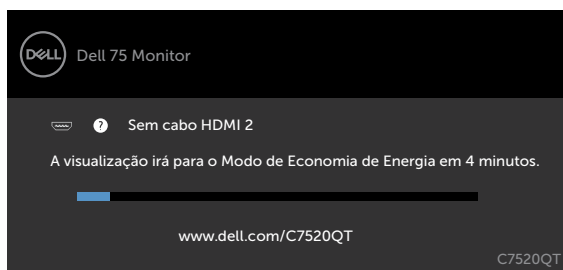 DELL Dell 75 Monitor
? Sem cabo HDMI 2
A visualização irá para o Modo de Economia de Energia em 4 minutos.
www.dell.com/C7520QT
C7520QT